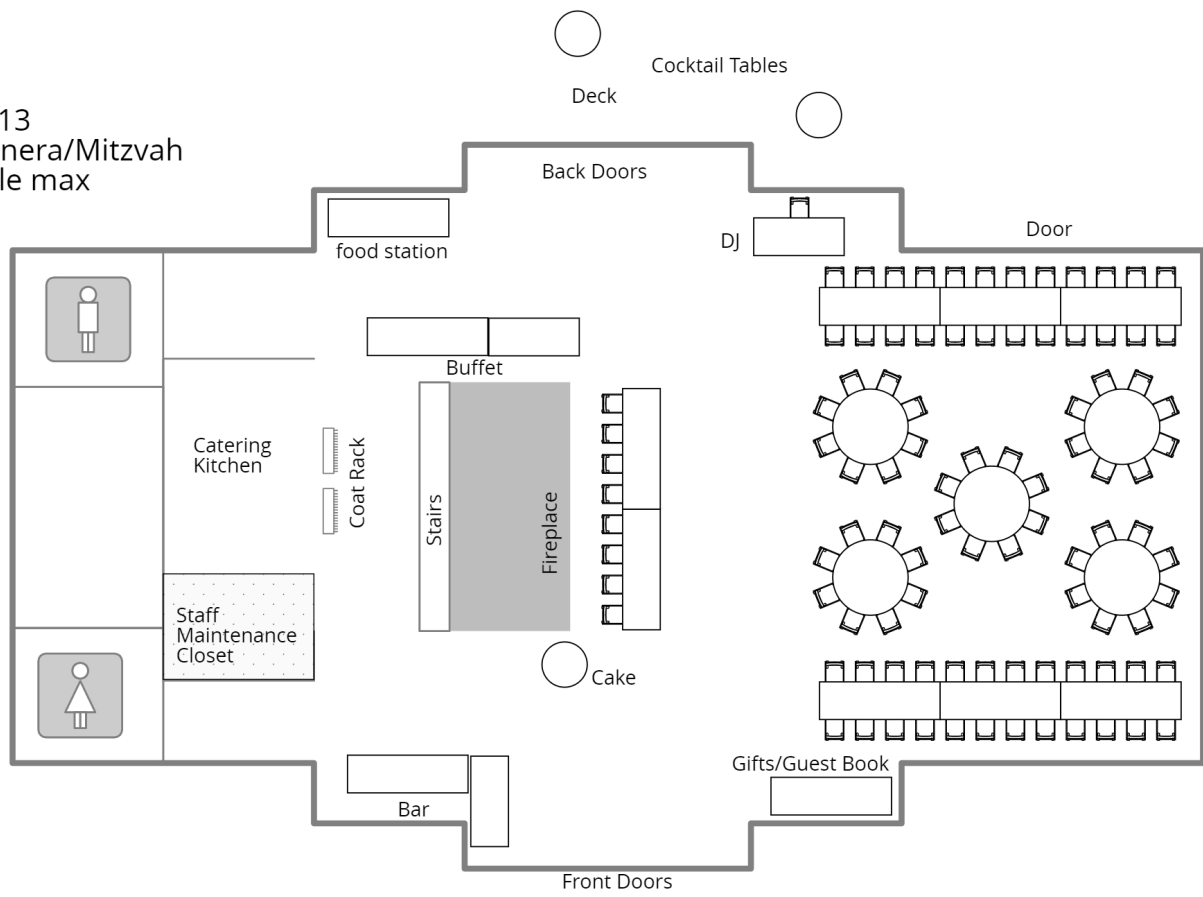 Cocktail Tables
Deck
13
nera/Mitzvah
le max
Back Doors
Door
DJ
food station
Buffet
Catering
Kitchen
Coat Rack
Stairs
Fireplace
Staff
Maintenance
Closet
Cake
Gifts/Guest Book
Bar
Front Doors